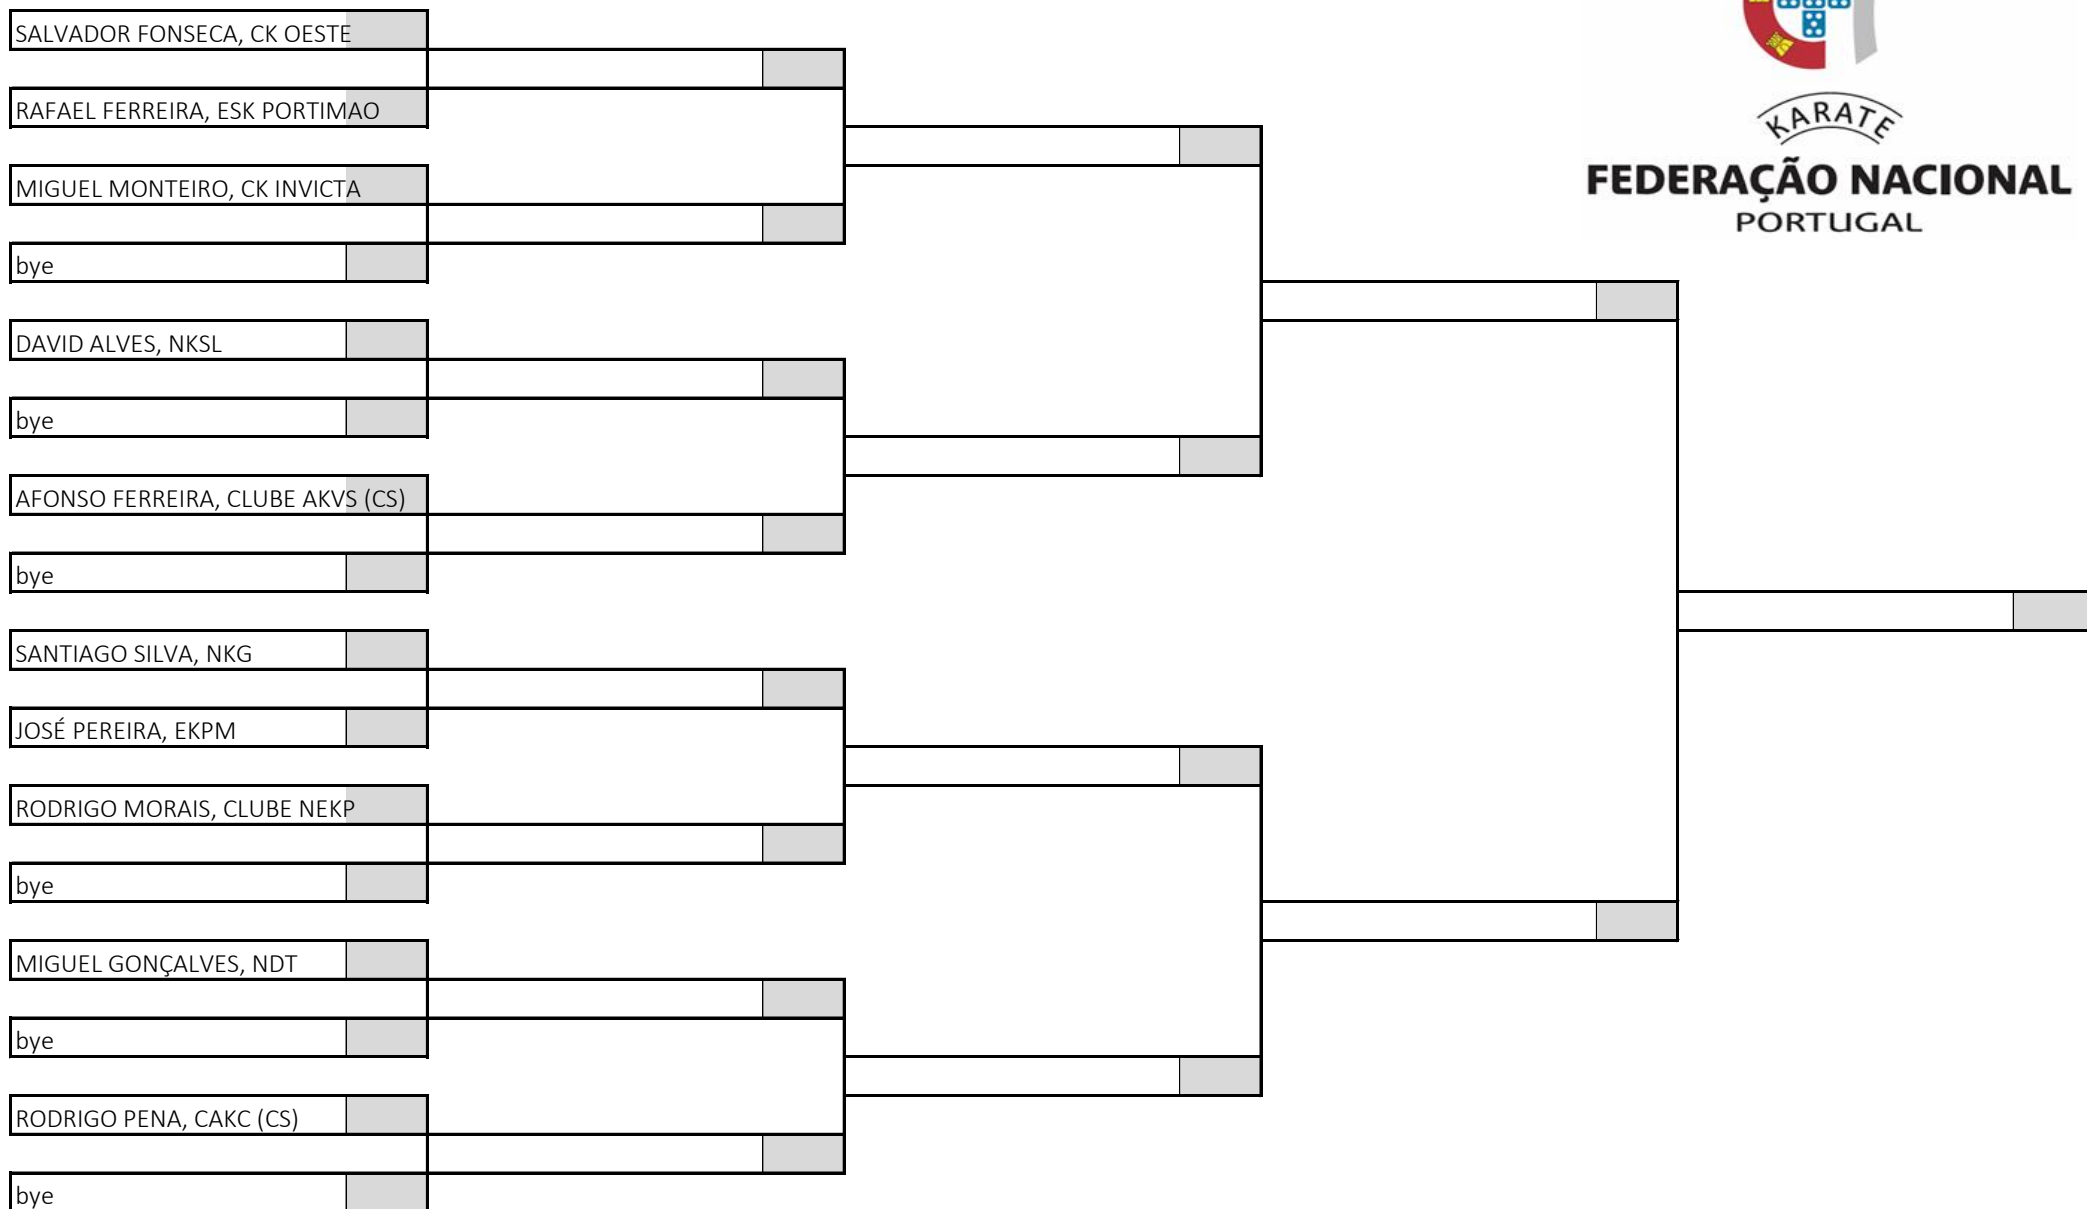 SALVADOR FONSECA, CK OESTE
RAFAEL FERREIRA, ESK PORTIMAO
KARATE
MIGUEL MONTEIRO, CK INVICTA
FEDERAÇÃO NACIONAL
PORTUGAL
bye
DAVID ALVES, NKSL
bye
AFONSO FERREIRA, CLUBE AKVS (CS)
bye
SANTIAGO SILVA, NKG
JOSÉ PEREIRA, EKPM
RODRIGO MORAIS, CLUBE NEKP
bye
MIGUEL GONÇALVES, NDT
bye
RODRIGO PENA, CAKC (CS)
bye